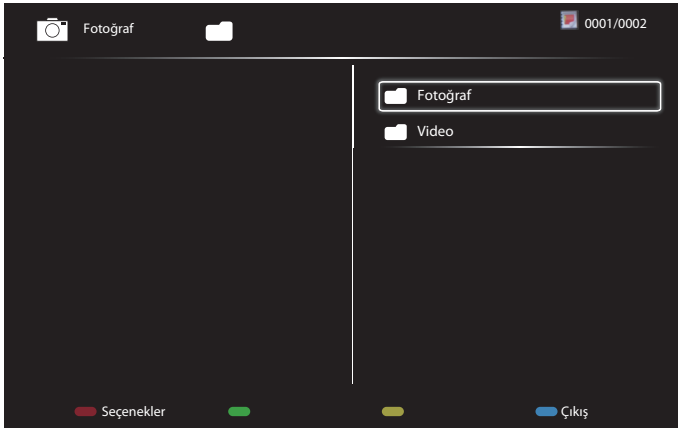 Fotoğraf
0001/0002
Fotoğraf
Video
Seçenekler
Çıkış